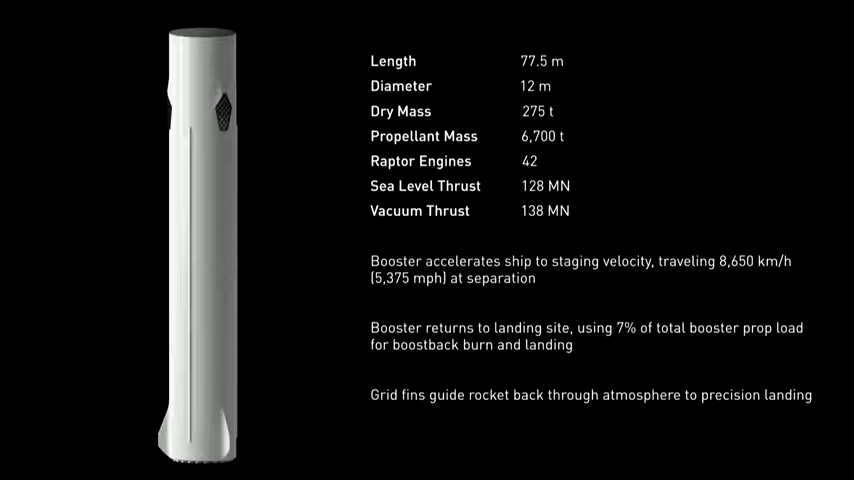 Length 77.5 m
Diameter 12 m
Dry Mass 275 t
Propellant Mass 6,700 t
Raptor Engines 42
Sea Level Thrust 128 MN
Vacuum Thrust 138 MN
Booster accelerates ship to staging velocity, traveling 8,650 km/h
(5,375 mph) at separation
Booster returns to landing site, using 7% of total booster prop load
for boostback burn and landing
Grid fins guide rocket back through atmosphere to precision landing